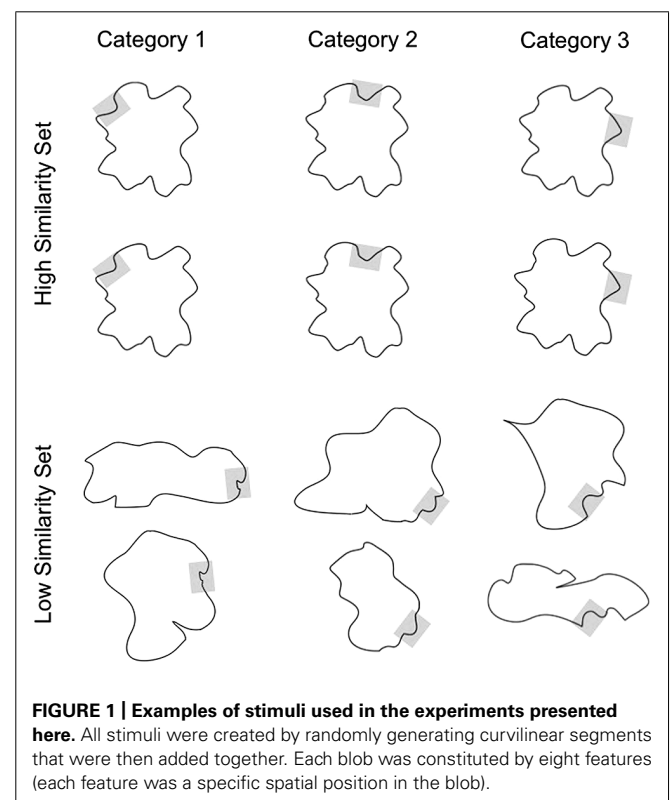 Category 1
Category 2
Category 3
High Similarity Set
Low Similarity Set
FIGURE 1 | Examples of stimuli used in the experiments presented
here. All stimuli were created by randomly generating curvilinear segments
that were then added together. Each blob was constituted by eight features
(each feature was a specific spatial position in the blob).